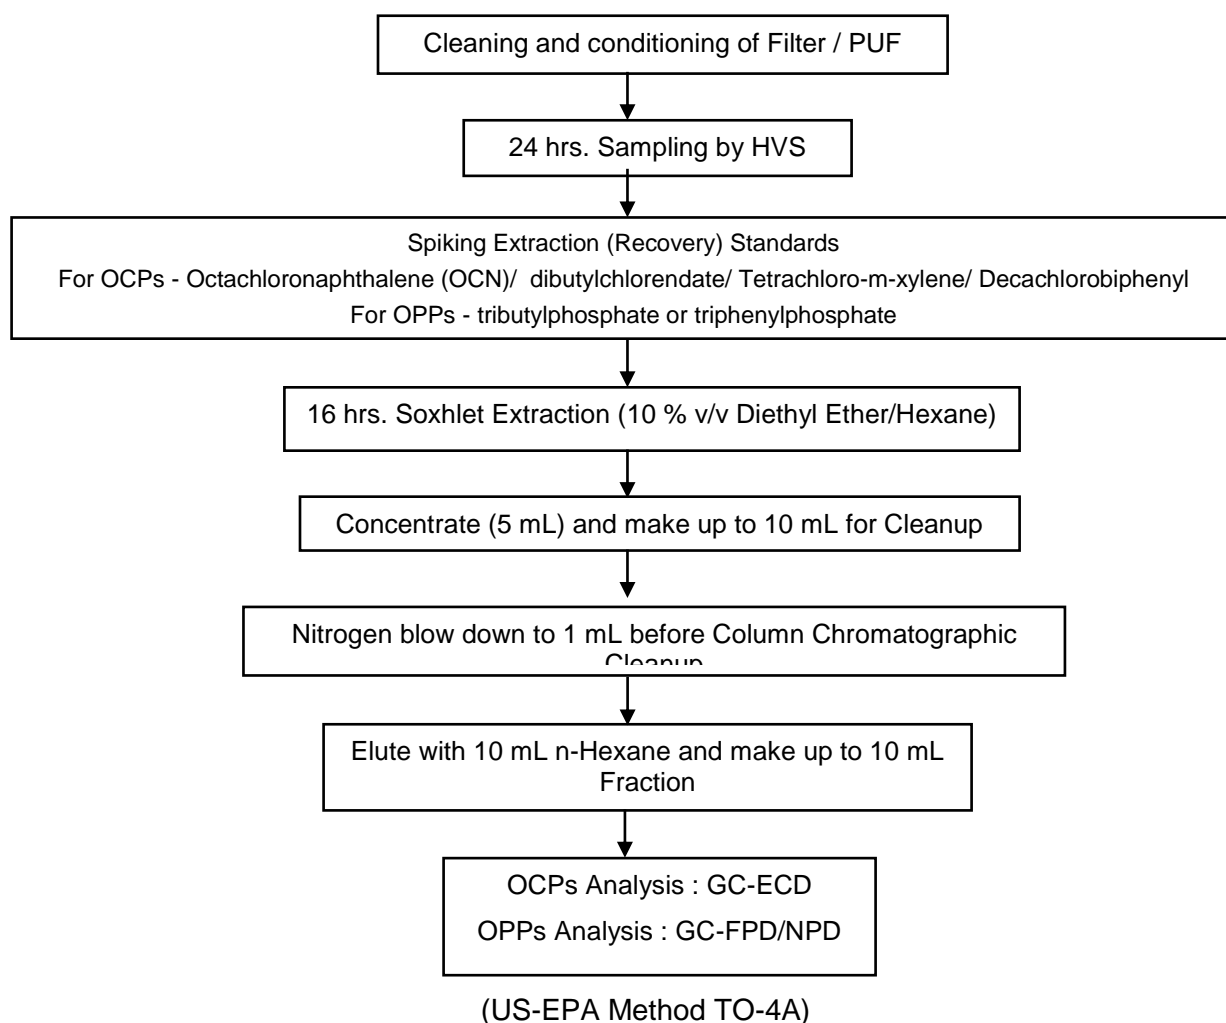 Cleaning and conditioning of Filter / PUF
24 hrs. Sampling by HVS
Spiking Extraction (Recovery) Standards
For OCPs - Octachloronaphthalene (OCN)/ dibutylchlorendate/ Tetrachloro-m-xylene/ Decachlorobiphenyl
For OPPs - tributylphosphate or triphenylphosphate
16 hrs. Soxhlet Extraction (10 % v/v Diethyl Ether/Hexane)
Concentrate (5 mL) and make up to 10 mL for Cleanup
Nitrogen blow down to 1 mL before Column Chromatographic
Cleanup
Elute with 10 mL n-Hexane and make up to 10 mL
Fraction
OCPs Analysis : GC-ECD
OPPs Analysis : GC-FPD/NPD
(US-EPA Method TO-4A)